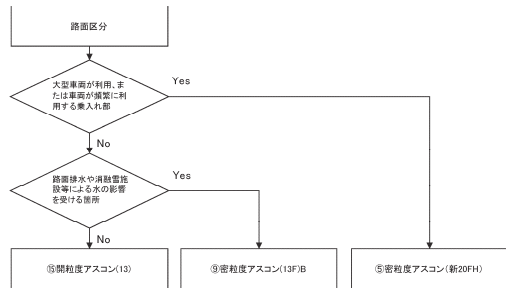 路面区分
大型車両が利用、ま
たは車両が頻繁に利
用する乗入れ部
Yes
No
路面排水や消融雪施
設等による水の影響
を受ける箇所
Yes
No
⑮開粒度アスコン(13)
⑨密粒度アスコン(13F)B
⑤密粒度アスコン(新20FH)